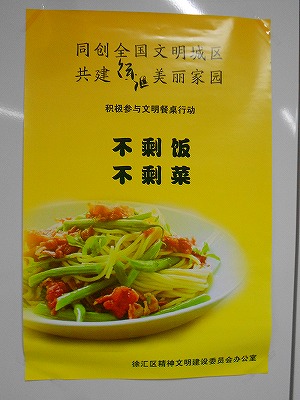 同创全国文明城区
共建徐汇美丽家园
积极参与文明餐桌行动
不剩饭
不剩菜
徐汇区精神文明建设委员会办公室